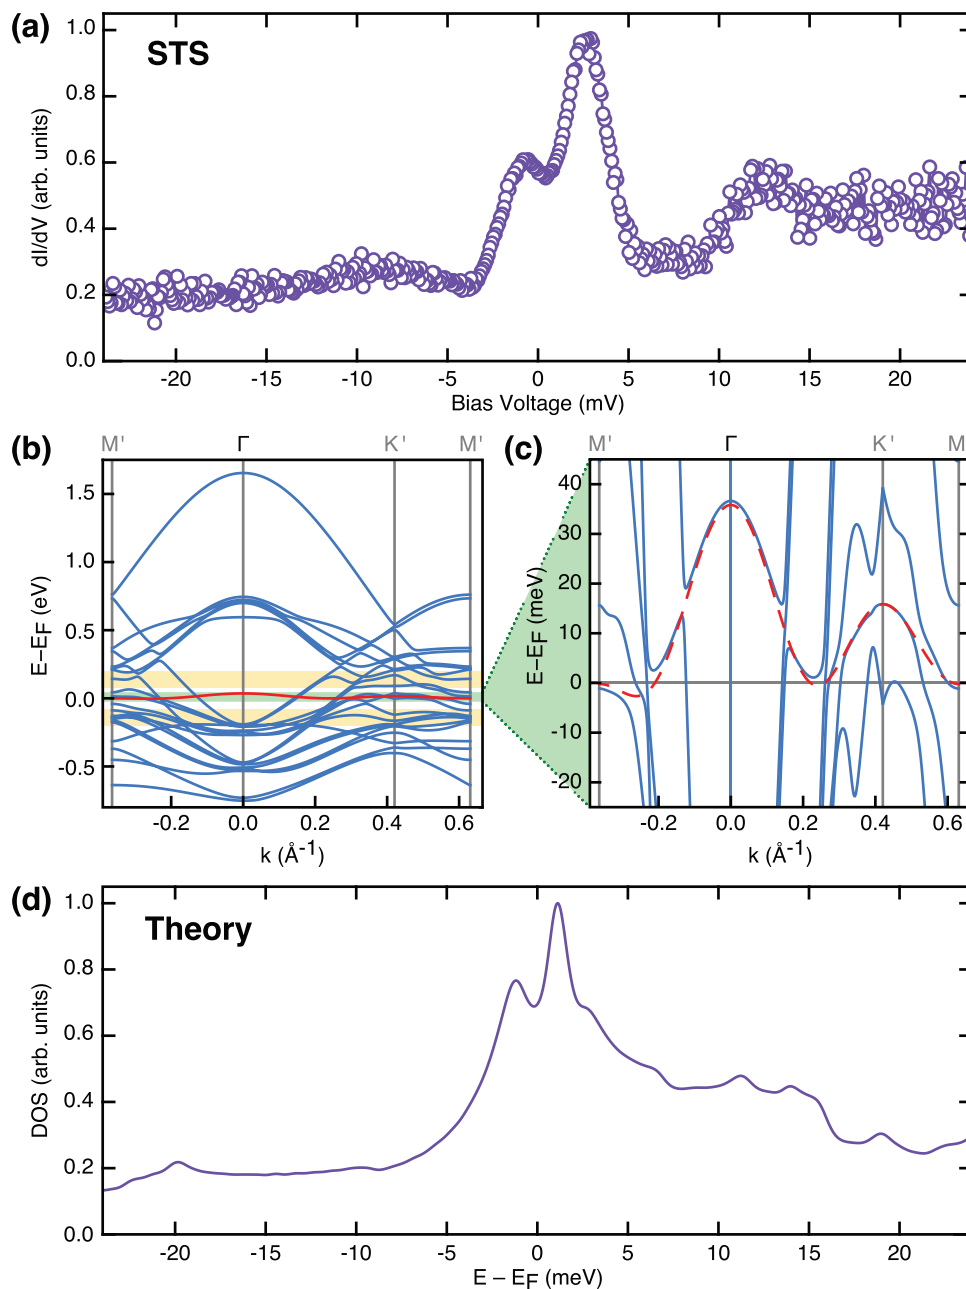 (a)
STS
1.0
0.8
0.6
0.4
0.2
0.0
dI/dV (arb. units)
-20 -15 -10 -5 0 5 10 15 20
Bias Voltage (mV)
(b)
M' Γ K' M'
1.5
1.0
0.5
0.0
-0.5
E–EF (eV)
-0.2 0.0 0.2 0.4 0.6
k (Å-1)
(c)
M' Γ K' M
40
30
20
10
0
-10
-20
E–EF (meV)
-0.2 0.0 0.2 0.4 0.6
k (Å-1)
(d)
Theory
1.0
0.8
0.6
0.4
0.2
0.0
DOS (arb. units)
-20 -15 -10 -5 0 5 10 15 20
E – EF (meV)